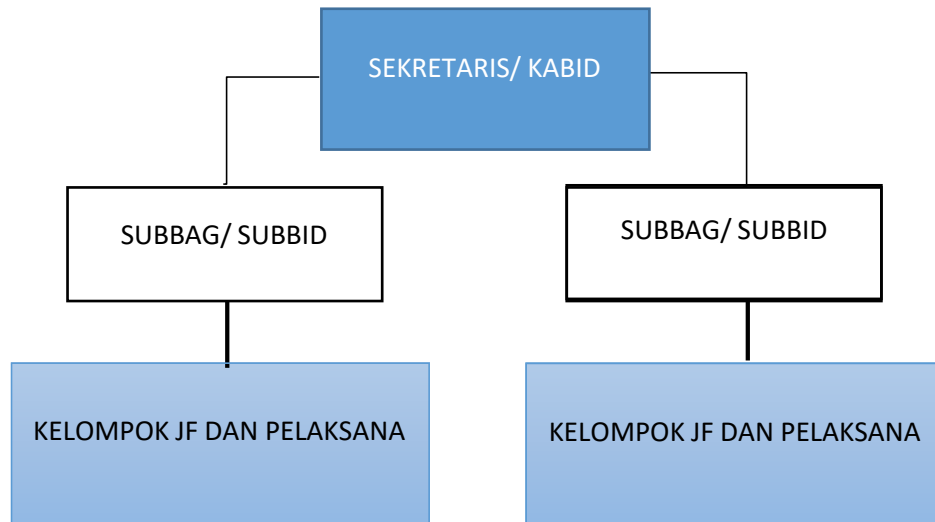 SEKRETARIS/ KABID
SUBBAG/ SUBBID
SUBBAG/ SUBBID
KELOMPOK JF DAN PELAKSANA
KELOMPOK JF DAN PELAKSANA